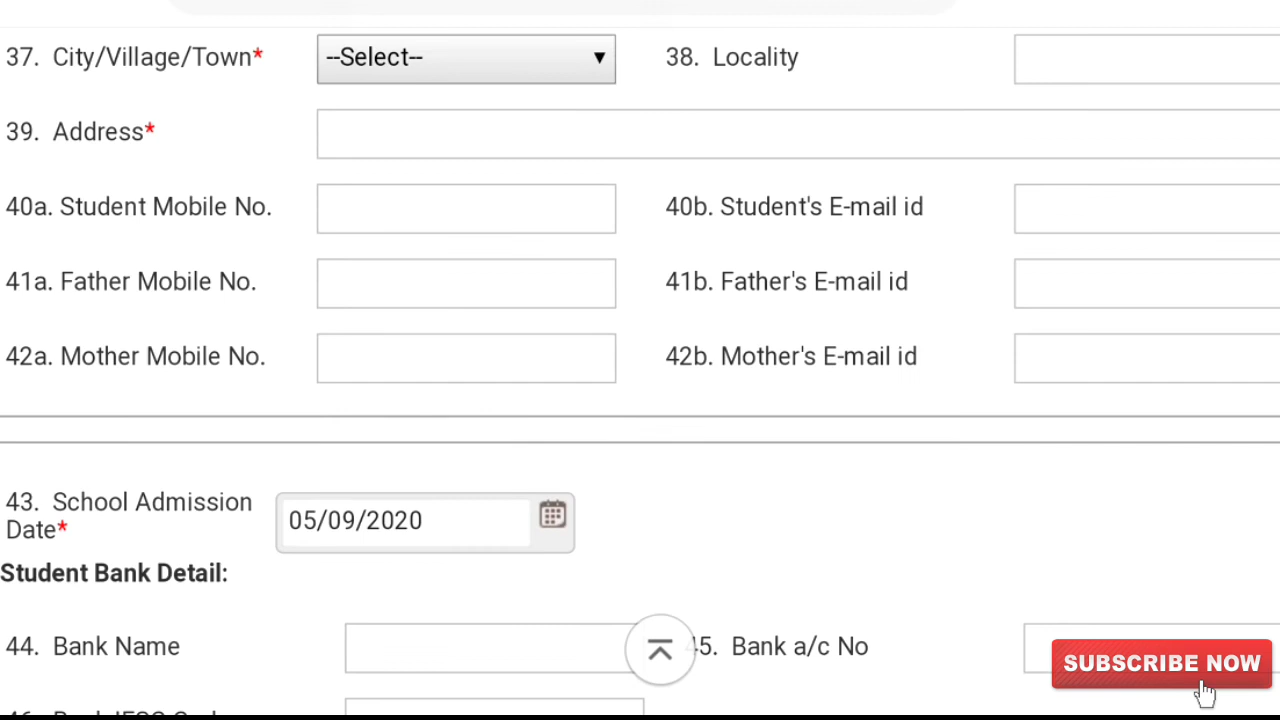 37. City/Village/Town* --Select-- 38. Locality
39. Address*
40a. Student Mobile No. 40b. Student's E-mail id
41a. Father Mobile No. 41b. Father's E-mail id
42a. Mother Mobile No. 42b. Mother's E-mail id
43. School Admission
Date* 05/09/2020
Student Bank Detail:
44. Bank Name 45. Bank a/c No
SUBSCRIBE NOW